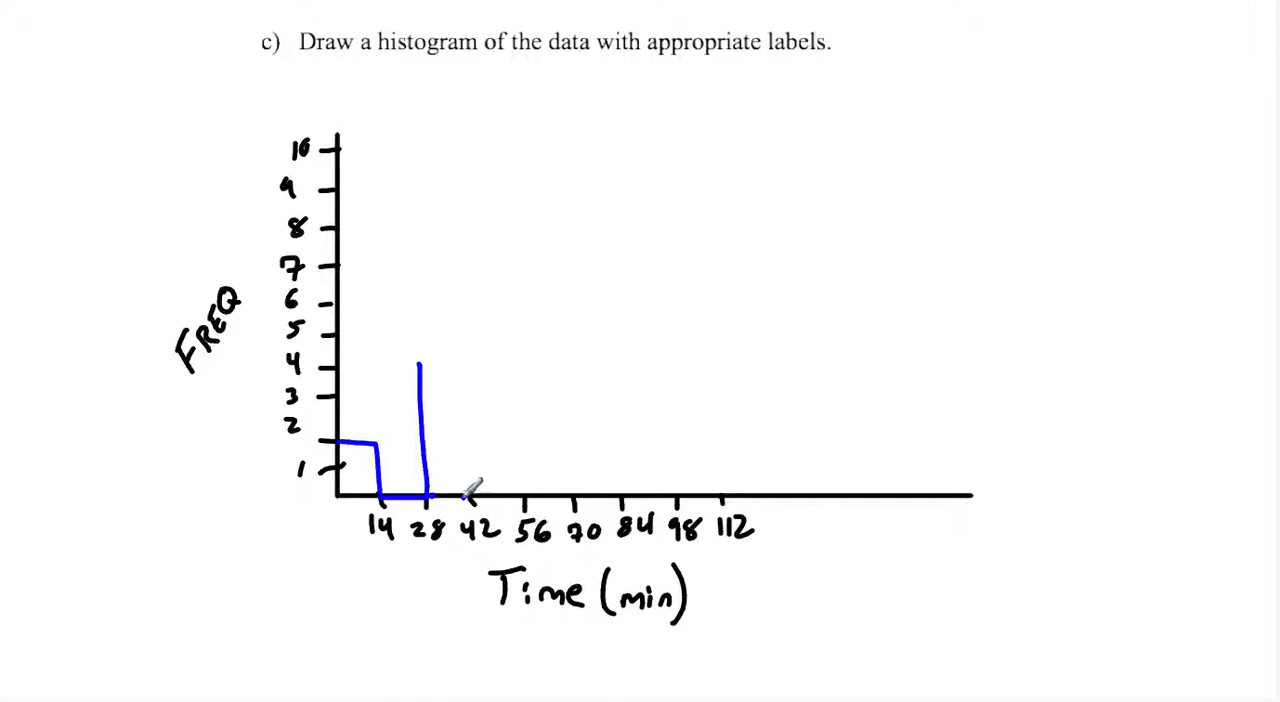 c) Draw a histogram of the data with appropriate labels.
10
9
8
7
6
5
4
3
2
1
FREQ
14 28 42 56 70 84 98 112
Time (min)